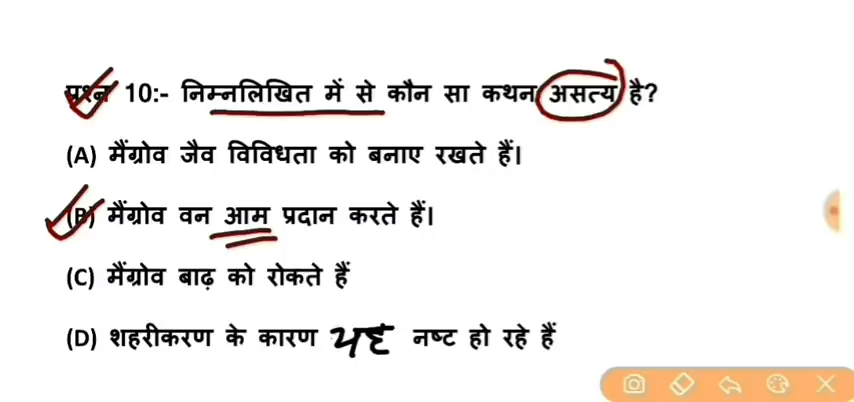 प्रश्न 10:- निम्नलिखित में से कौन सा कथन असत्य है?
(A) मैंग्रोव जैव विविधता को बनाए रखते हैं।
(B) मैंग्रोव वन आम प्रदान करते हैं।
(C) मैंग्रोव बाढ़ को रोकते हैं
(D) शहरीकरण के कारण यह नष्ट हो रहे हैं